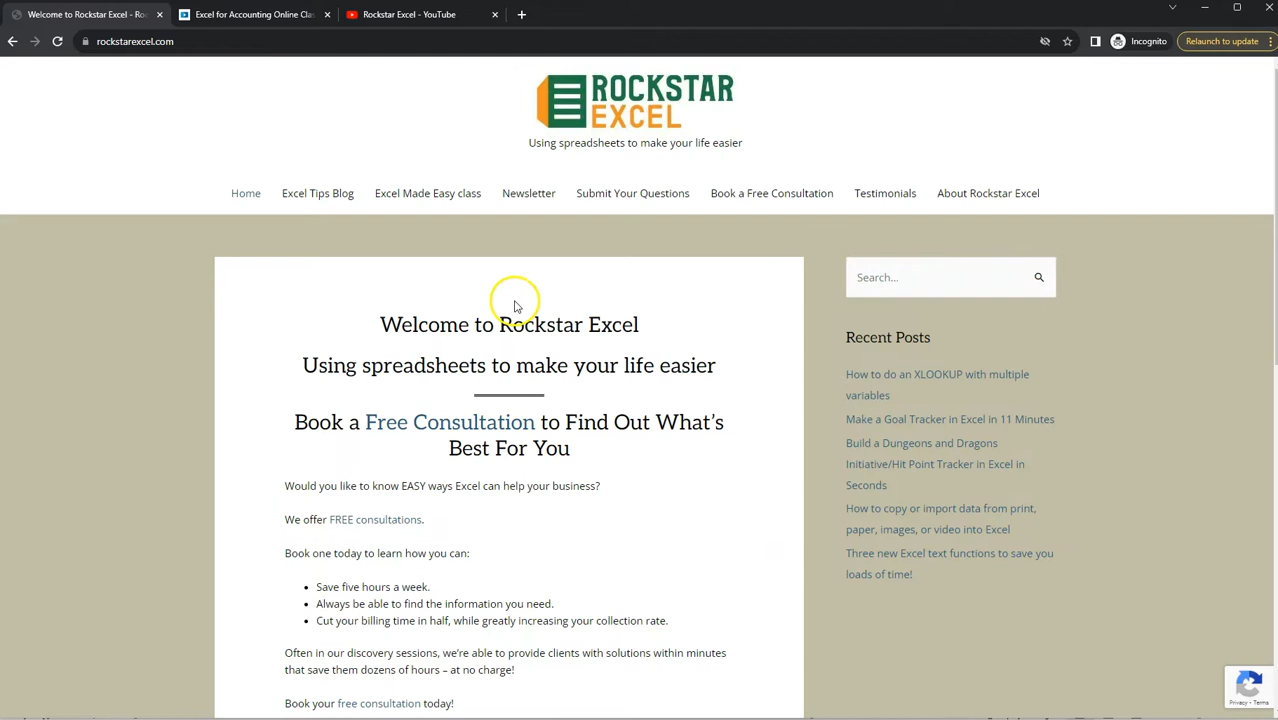 Welcome to Rockstar Excel - Roc
Excel for Accounting Online Clas
Rockstar Excel - YouTube
rockstarexcel.com
Incognito
Relaunch to update
ROCKSTAR
EXCEL
Using spreadsheets to make your life easier
Home
Excel Tips Blog
Excel Made Easy class
Newsletter
Submit Your Questions
Book a Free Consultation
Testimonials
About Rockstar Excel
Welcome to Rockstar Excel
Using spreadsheets to make your life easier
Book a Free Consultation to Find Out What's
Best For You
Would you like to know EASY ways Excel can help your business?
We offer FREE consultations.
Book one today to learn how you can:
• Save five hours a week.
• Always be able to find the information you need.
• Cut your billing time in half, while greatly increasing your collection rate.
Often in our discovery sessions, we're able to provide clients with solutions within minutes
that save them dozens of hours – at no charge!
Book your free consultation today!
Search...
Recent Posts
How to do an XLOOKUP with multiple
variables
Make a Goal Tracker in Excel in 11 Minutes
Build a Dungeons and Dragons
Initiative/Hit Point Tracker in Excel in
Seconds
How to copy or import data from print,
paper, images, or video into Excel
Three new Excel text functions to save you
loads of time!
Privacy - Terms